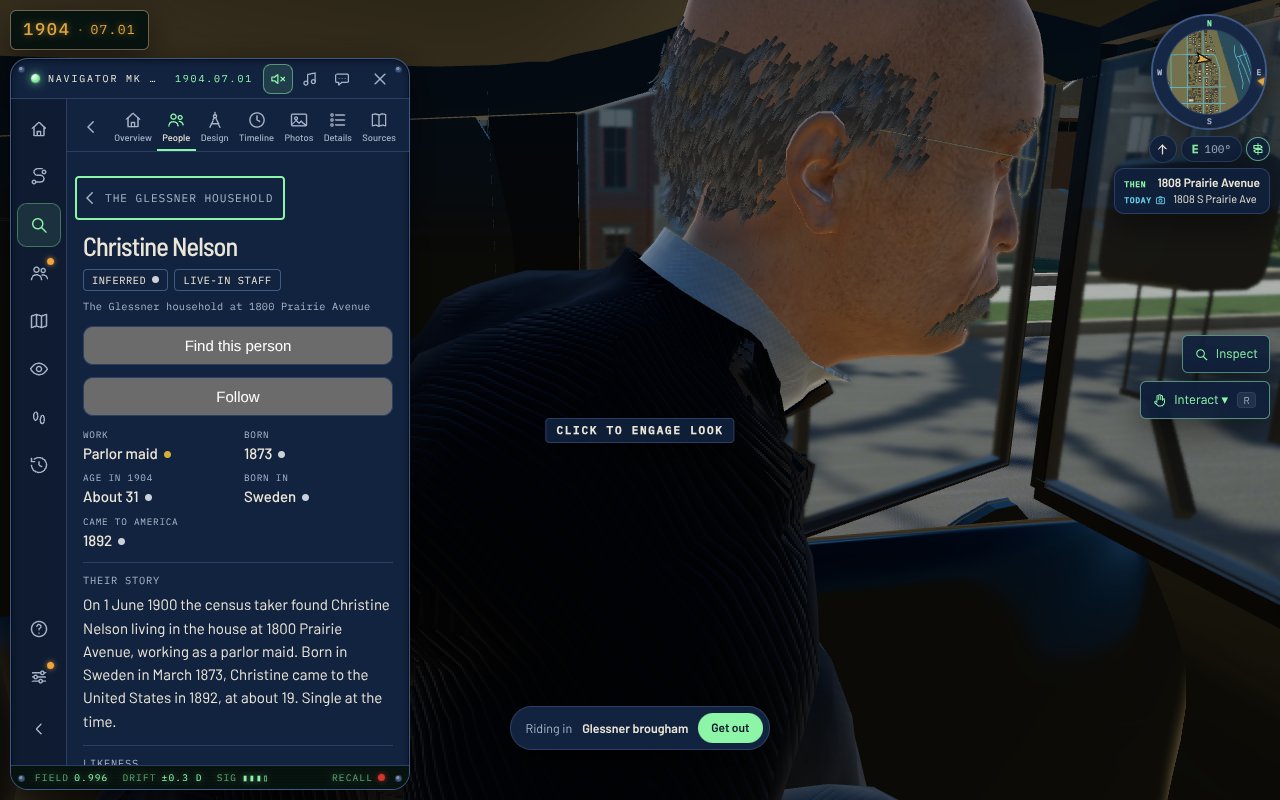 1904 · 07.01
NAVIGATOR MK …
1904.07.01
Overview
People
Design
Timeline
Photos
Details
Sources
THE GLESSNER HOUSEHOLD
Christine Nelson
INFERRED
LIVE-IN STAFF
The Glessner household at 1800 Prairie Avenue
Find this person
Follow
WORK
Parlor maid
BORN
1873
AGE IN 1904
About 31
BORN IN
Sweden
CAME TO AMERICA
1892
THEIR STORY
On 1 June 1900 the census taker found Christine
Nelson living in the house at 1800 Prairie
Avenue, working as a parlor maid. Born in
Sweden in March 1873, Christine came to the
United States in 1892, at about 19. Single at the
time.
LIKENESS
FIELD 0.996 DRIFT ±0.3 D SIG
RECALL
CLICK TO ENGAGE LOOK
Riding in Glessner brougham
Get out
N
W
E
S
E 100°
THEN 1808 Prairie Avenue
TODAY 1808 S Prairie Ave
Inspect
Interact ▾ R